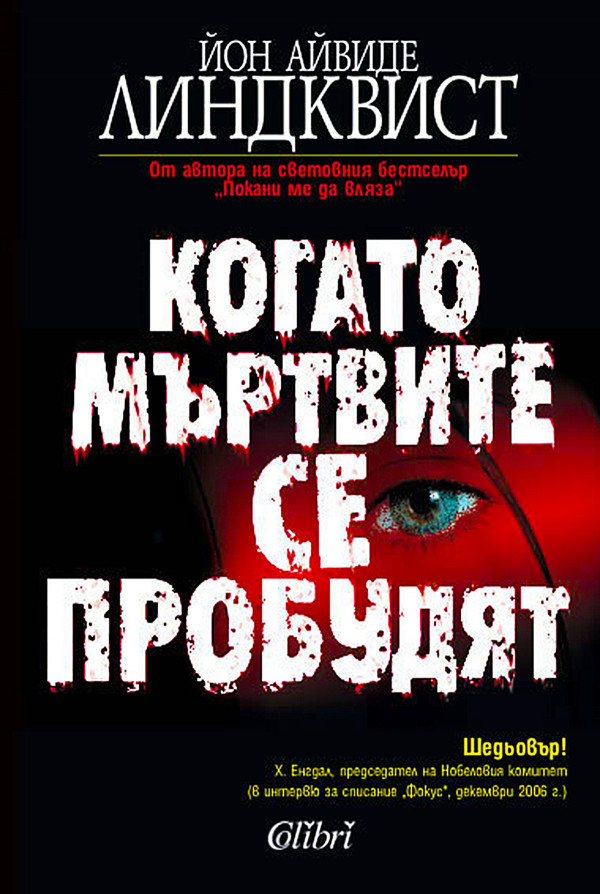 ЙОН АЙВИДЕ
ЛИНДКВИСТ
От автора на световния бестселър
„Покани ме да вляза“
КОГАТО
МЪРТВИТЕ
СЕ
ПРОБУДЯТ
Шедьовър!
Х. Енгдал, председател на Нобеловия комитет
(в интервю за списание „Фокус“, декември 2006 г.)
Colibri